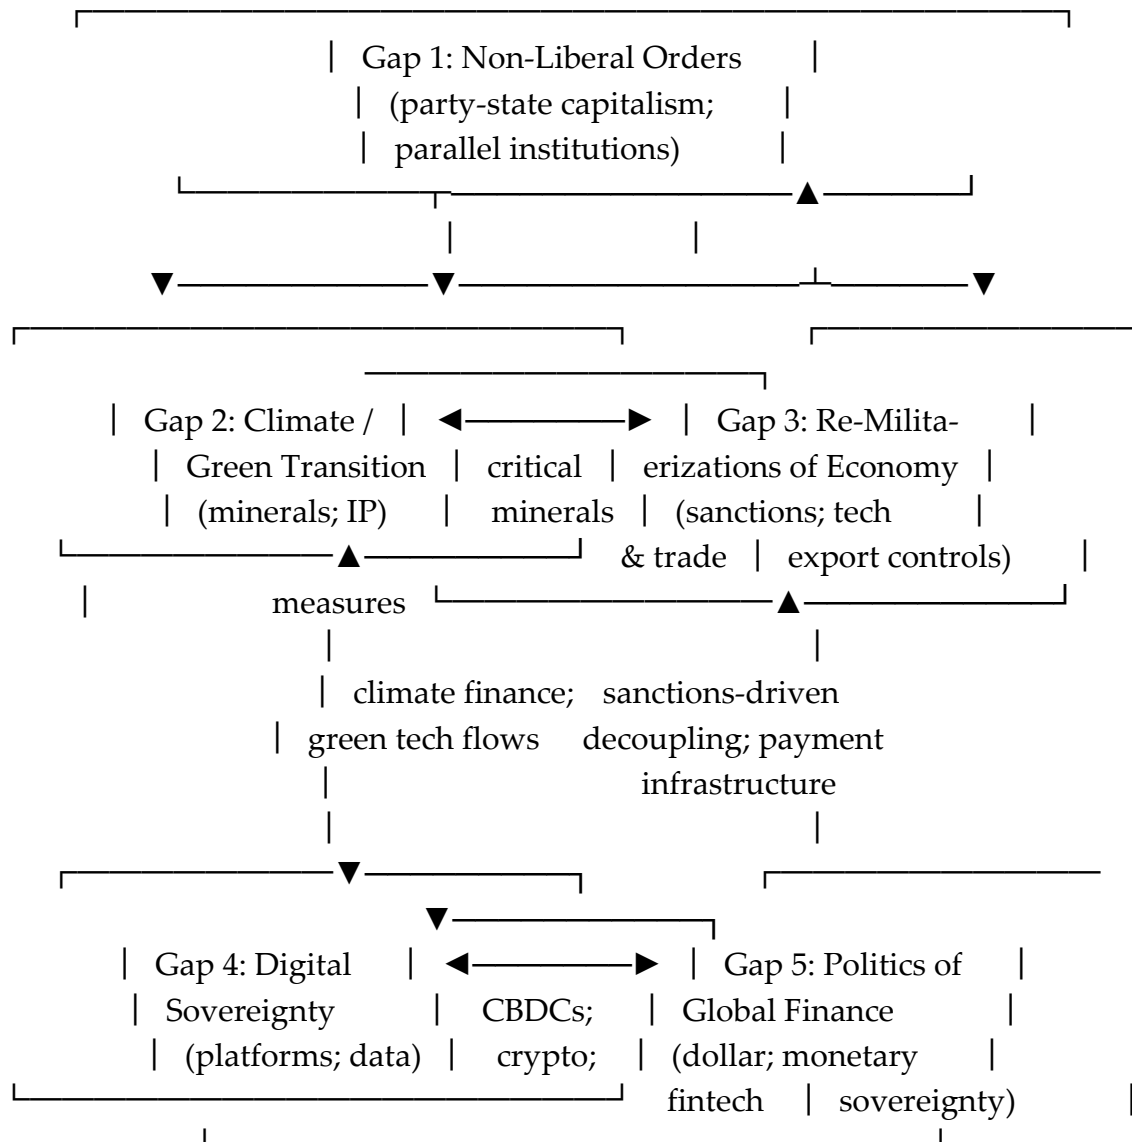 Gap 1: Non-Liberal Orders
(party-state capitalism;
parallel institutions)
Gap 2: Climate / Gap 3: Re-Milita-
Green Transition critical erizations of Economy
(minerals; IP) minerals (sanctions; tech
& trade export controls)
measures
climate finance; sanctions-driven
green tech flows decoupling; payment
infrastructure
Gap 4: Digital Gap 5: Politics of
Sovereignty CBDCs; Global Finance
(platforms; data) crypto; (dollar; monetary
fintech sovereignty)